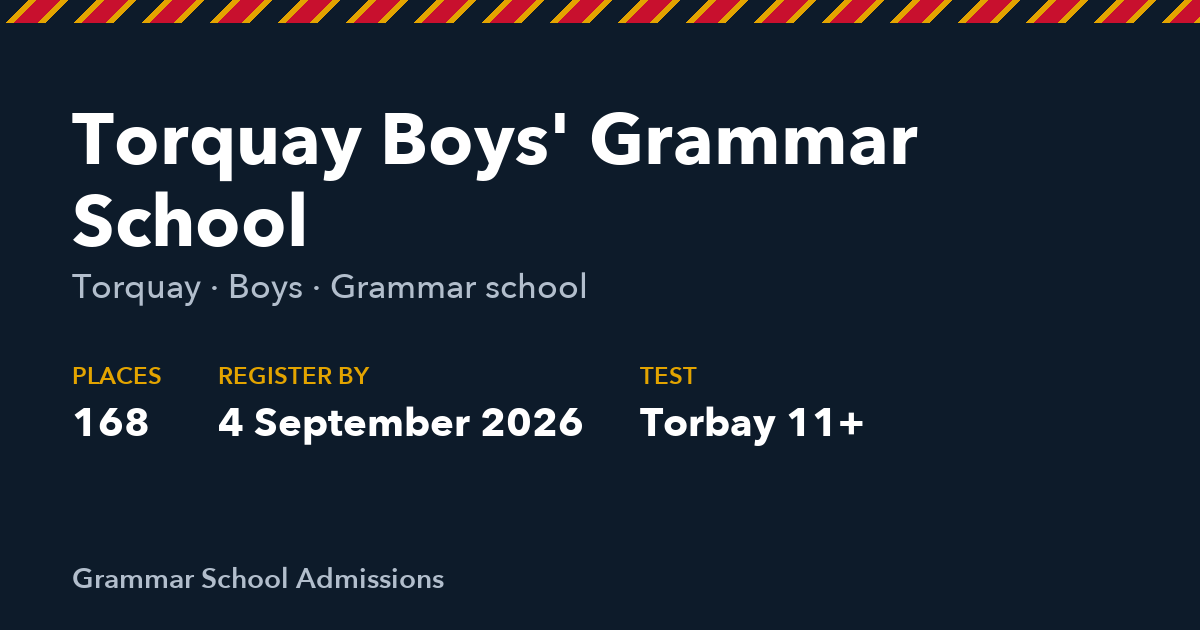 Torquay Boys' Grammar
School
Torquay · Boys · Grammar school
PLACES
168
REGISTER BY
4 September 2026
TEST
Torbay 11+
Grammar School Admissions